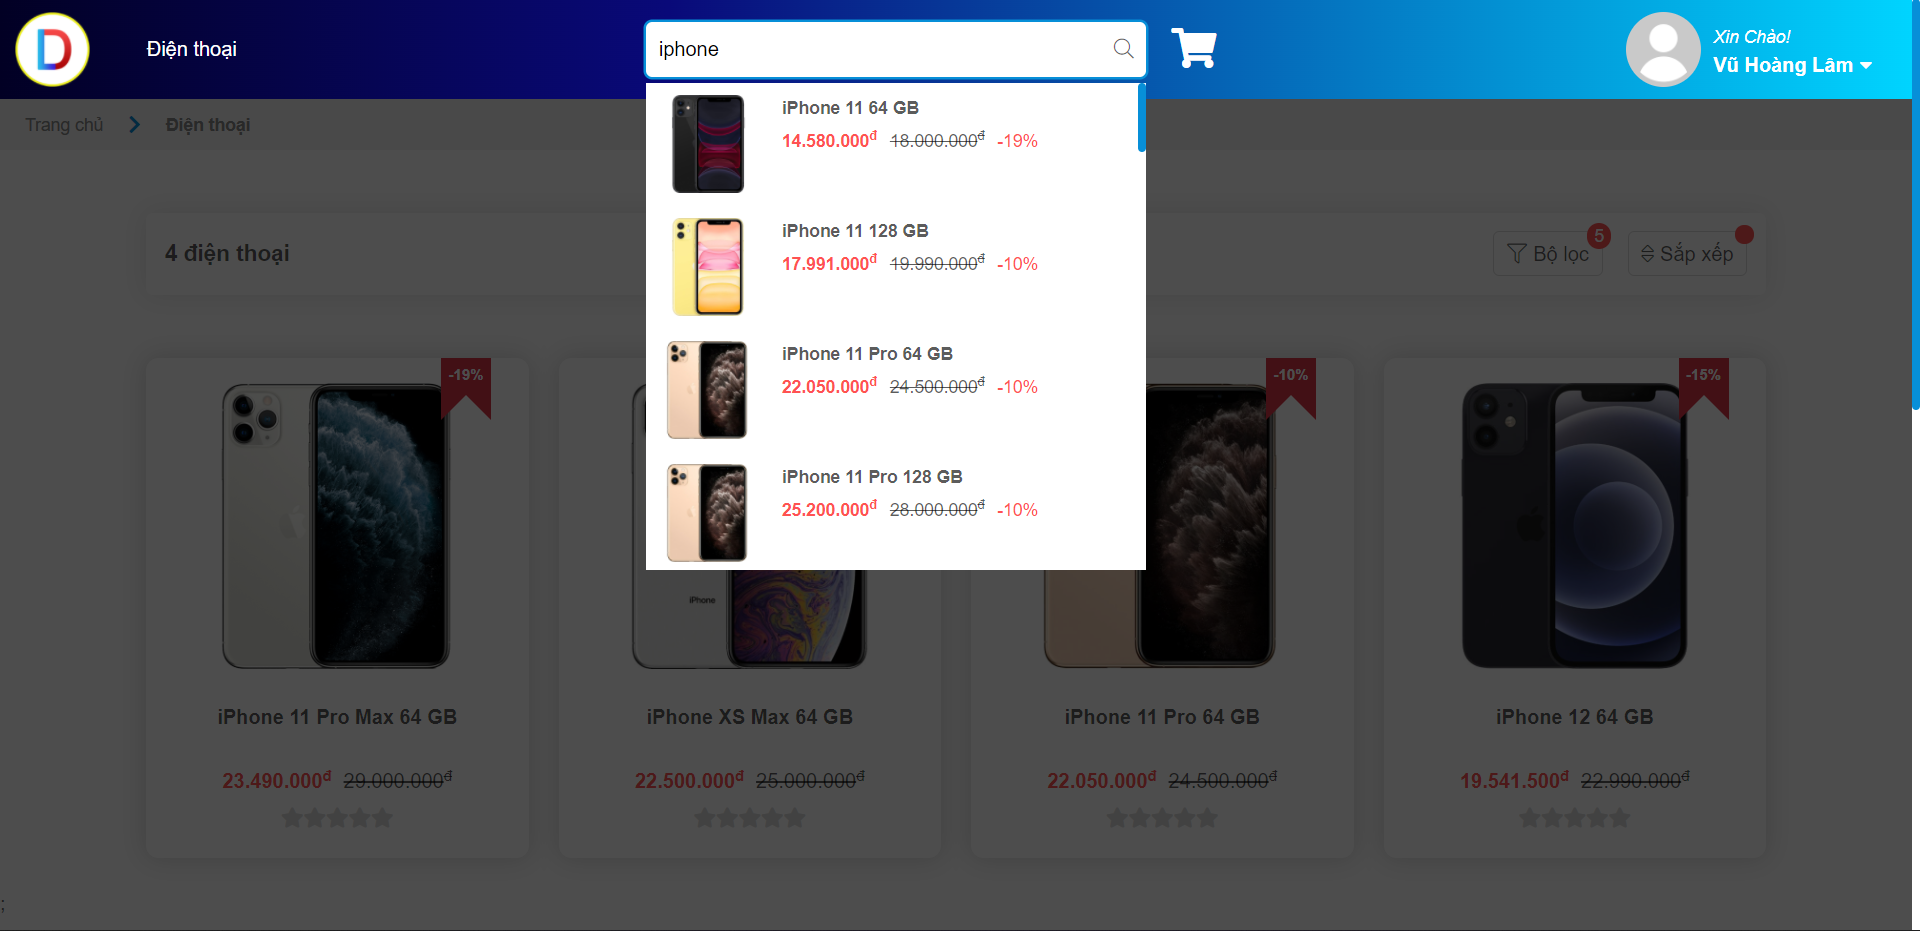 D
Điện thoại
iphone
Xin Chào!
Vũ Hoàng Lâm
Trang chủ
Điện thoại
iPhone 11 64 GB
14.580.000đ 18.000.000đ -19%
iPhone 11 128 GB
17.991.000đ 19.990.000đ -10%
iPhone 11 Pro 64 GB
22.050.000đ 24.500.000đ -10%
iPhone 11 Pro 128 GB
25.200.000đ 28.000.000đ -10%
4 điện thoại
Bộ lọc
5
Sắp xếp
-19%
iPhone 11 Pro Max 64 GB
23.490.000đ 29.000.000đ
iPhone
iPhone XS Max 64 GB
22.500.000đ 25.000.000đ
-10%
iPhone 11 Pro 64 GB
22.050.000đ 24.500.000đ
-15%
iPhone 12 64 GB
19.541.500đ 22.990.000đ
;